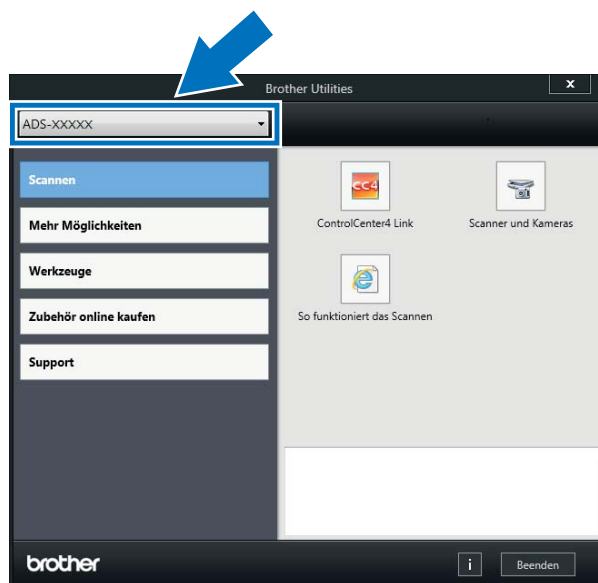 Brother Utilities
x
ADS-XXXXX
Scannen
Mehr Möglichkeiten
Werkzeuge
Zubehör online kaufen
Support
CC4
ControlCenter4 Link
Scanner und Kameras
So funktioniert das Scannen
brother
i
Beenden